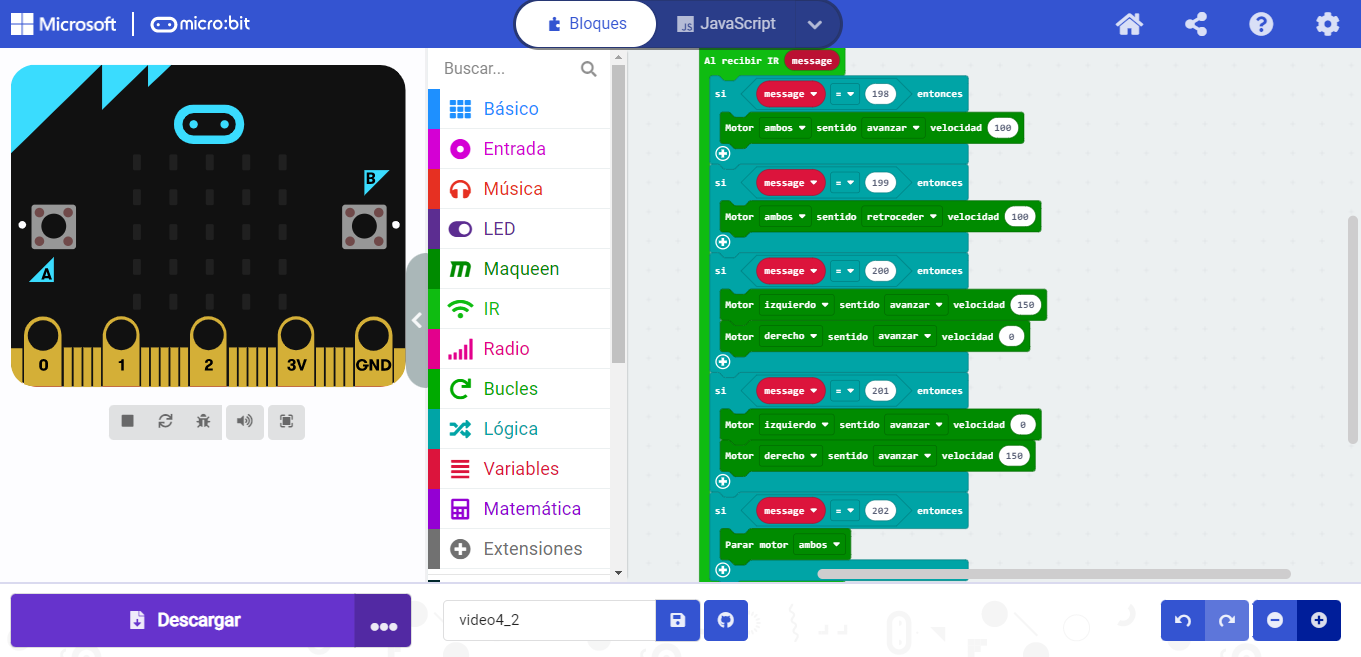 Microsoft micro:bit Bloques JavaScript
Buscar...
Básico
Entrada
Música
LED
Maqueen
IR
Radio
Bucles
Lógica
Variables
Matemática
Extensiones
B
A
0 1 2 3V GND
Al recibir IR message
si message = 198 entonces
Motor ambos sentido avanzar velocidad 100
si message = 199 entonces
Motor ambos sentido retroceder velocidad 100
si message = 200 entonces
Motor izquierdo sentido avanzar velocidad 150
Motor derecho sentido avanzar velocidad 0
si message = 201 entonces
Motor izquierdo sentido avanzar velocidad 0
Motor derecho sentido avanzar velocidad 150
si message = 202 entonces
Parar motor ambos
Descargar
video4_2